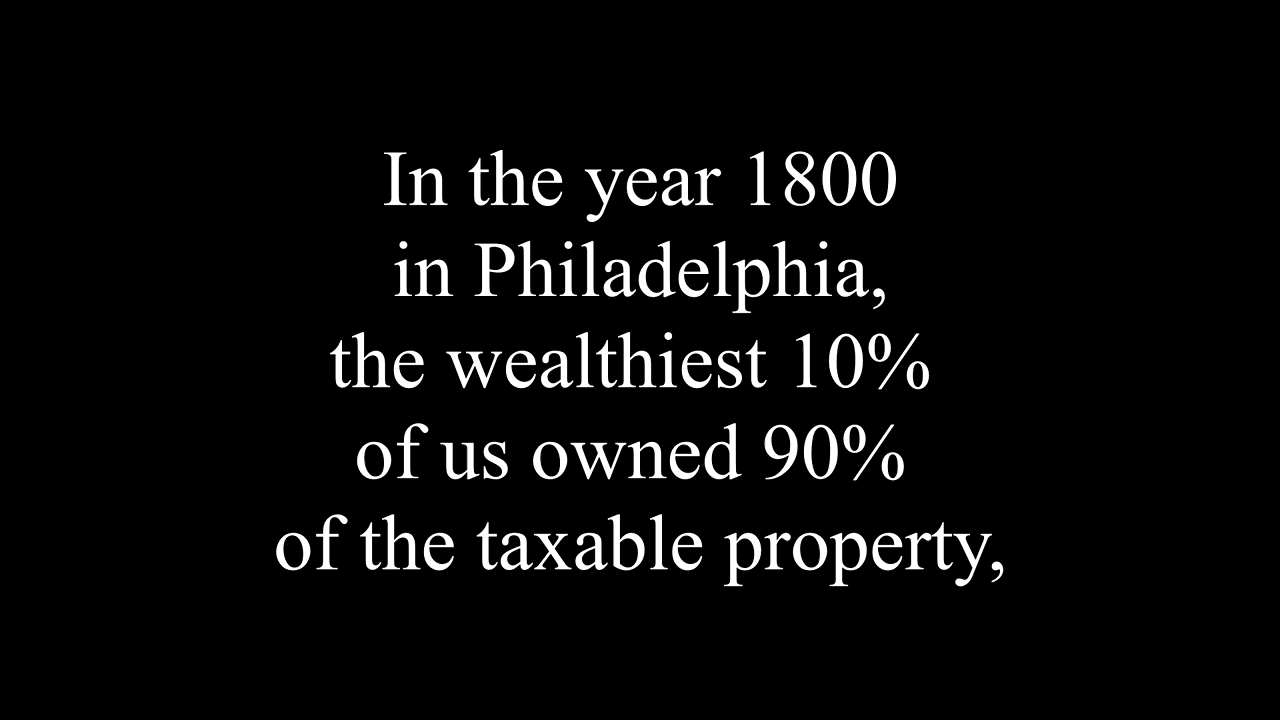 In the year 1800
in Philadelphia,
the wealthiest 10%
of us owned 90%
of the taxable property,